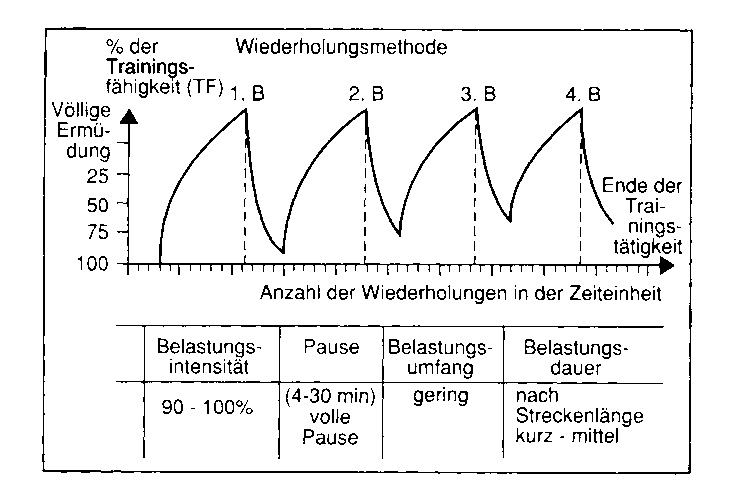 % der
Trainings-
fähigkeit (TF)
Wiederholungsmethode
1. B
2. B
3. B
4. B
Völlige
Ermü-
dung
25
50
75
100
Ende der
Trai-
nings-
tätigkeit
Anzahl der Wiederholungen in der Zeiteinheit
Belastungs-
intensität
Pause
Belastungs-
umfang
Belastungs-
dauer
90 - 100%
(4-30 min)
volle
Pause
gering
nach
Streckenlänge
kurz - mittel